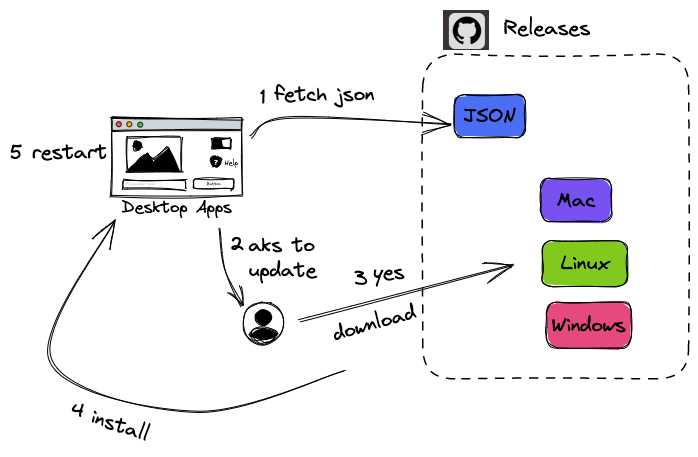 Releases
1 fetch json
JSON
5 restart
Help
Button
Desktop Apps
Mac
2 aks to
update
3 yes
Linux
download
Windows
4 install